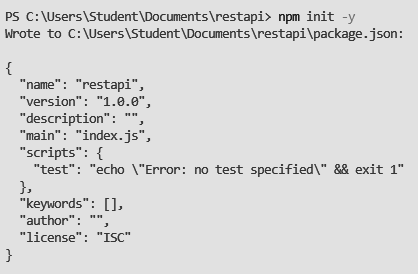 PS C:\Users\Student\Documents\restapi> npm init -y
Wrote to C:\Users\Student\Documents\restapi\package.json:

{
  "name": "restapi",
  "version": "1.0.0",
  "description": "",
  "main": "index.js",
  "scripts": {
    "test": "echo \"Error: no test specified\" && exit 1"
  },
  "keywords": [],
  "author": "",
  "license": "ISC"
}